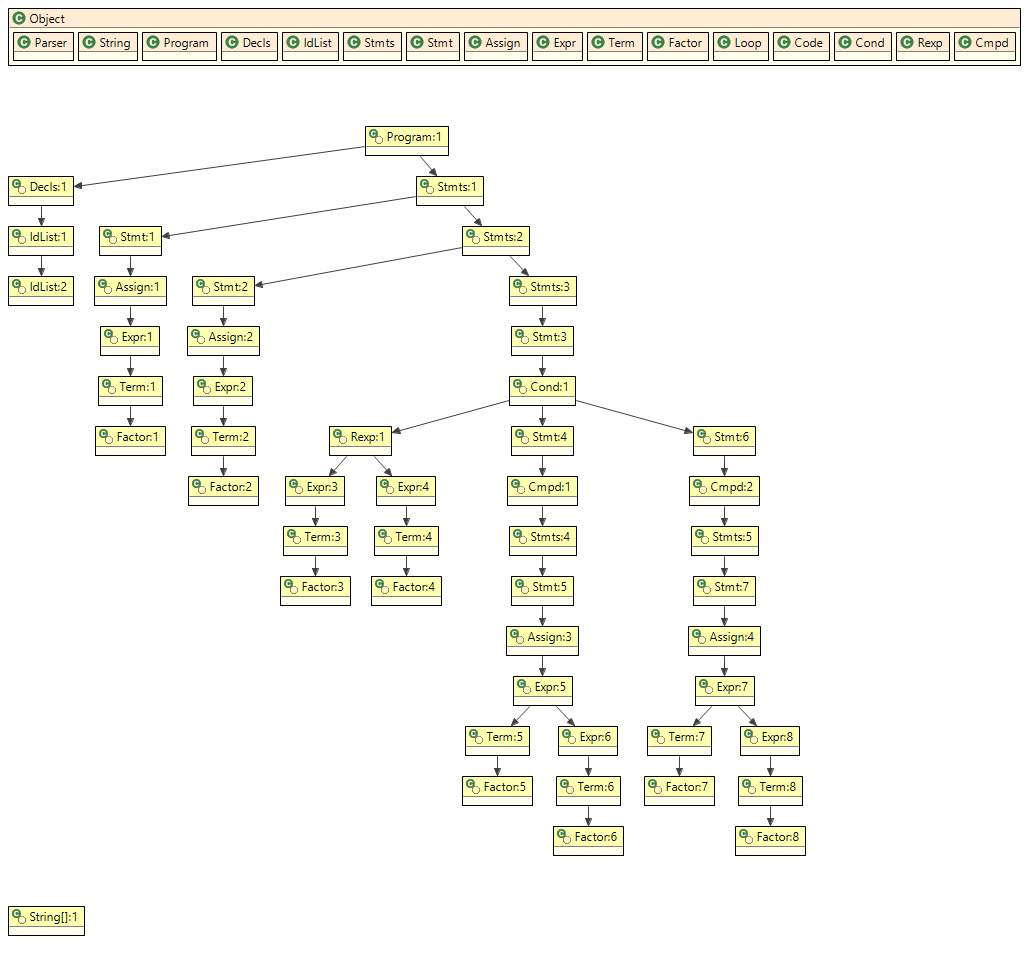 Object
Parser String Program Decls IdList Stmts Stmt Assign Expr Term Factor Loop Code Cond Rexp Cmpd
Program:1
Decls:1 Stmts:1
IdList:1 Stmt:1 Stmts:2
IdList:2 Assign:1 Stmt:2 Stmts:3
Expr:1 Assign:2 Stmt:3
Term:1 Expr:2 Cond:1
Factor:1 Term:2 Rexp:1 Stmt:4 Stmt:6
Factor:2 Expr:3 Expr:4 Cmpd:1 Cmpd:2
Term:3 Term:4 Stmts:4 Stmts:5
Factor:3 Factor:4 Stmt:5 Stmt:7
Assign:3 Assign:4
Expr:5 Expr:7
Term:5 Expr:6 Term:7 Expr:8
Factor:5 Term:6 Factor:7 Term:8
Factor:6 Factor:8
String[]:1